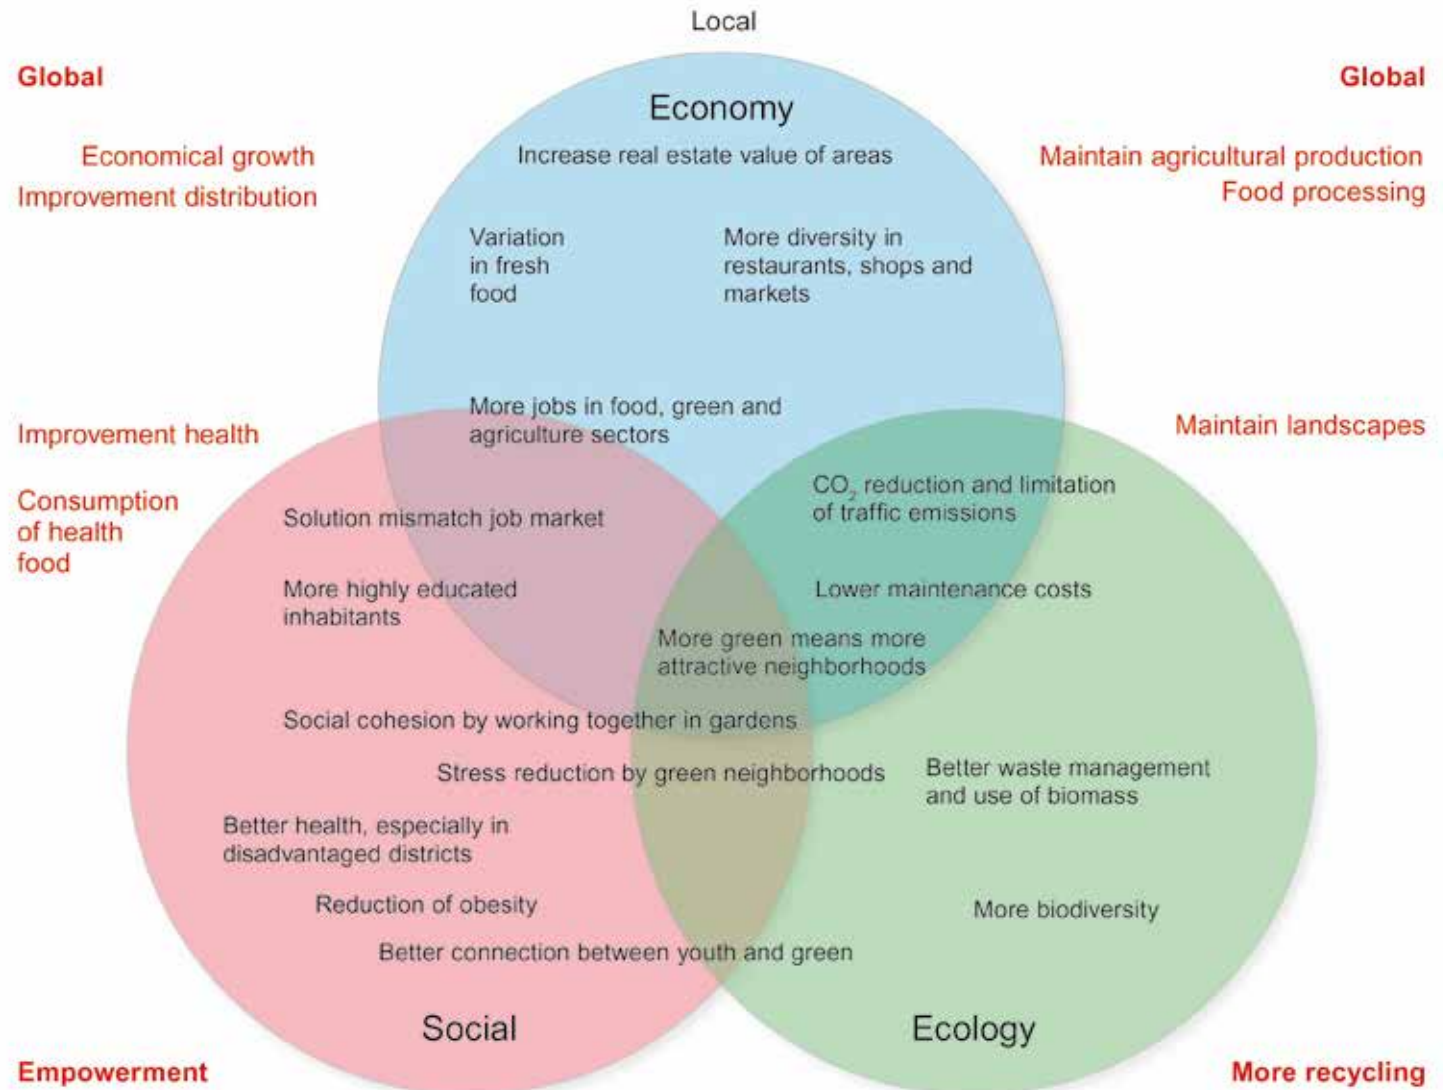 Local
Global
Global
Economy
Economical growth
Improvement distribution
Increase real estate value of areas
Maintain agricultural production
Food processing
Variation
in fresh
food
More diversity in
restaurants, shops and
markets
More jobs in food, green and
agriculture sectors
Improvement health
Maintain landscapes
Consumption
of health
food
Solution mismatch job market
CO₂ reduction and limitation
of traffic emissions
More highly educated
inhabitants
Lower maintenance costs
More green means more
attractive neighborhoods
Social cohesion by working together in gardens
Stress reduction by green neighborhoods
Better waste management
and use of biomass
Better health, especially in
disadvantaged districts
Reduction of obesity
More biodiversity
Better connection between youth and green
Social
Ecology
Empowerment
More recycling